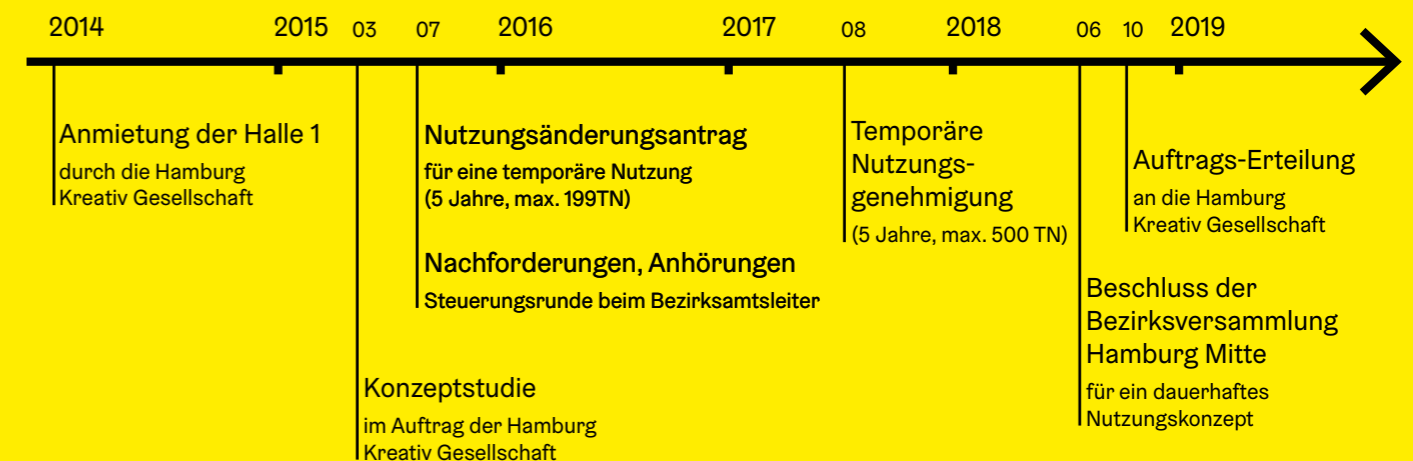 2014 2015 03 07 2016 2017 08 2018 06 10 2019
Anmietung der Halle 1
durch die Hamburg
Kreativ Gesellschaft
Konzeptstudie
im Auftrag der Hamburg
Kreativ Gesellschaft
Nutzungsänderungsantrag
für eine temporäre Nutzung
(5 Jahre, max. 199TN)
Nachforderungen, Anhörungen
Steuerungsrunde beim Bezirksamtsleiter
Temporäre
Nutzungs-
genehmigung
(5 Jahre, max. 500 TN)
Beschluss der
Bezirksversammlung
Hamburg Mitte
für ein dauerhaftes
Nutzungskonzept
Auftrags-Erteilung
an die Hamburg
Kreativ Gesellschaft